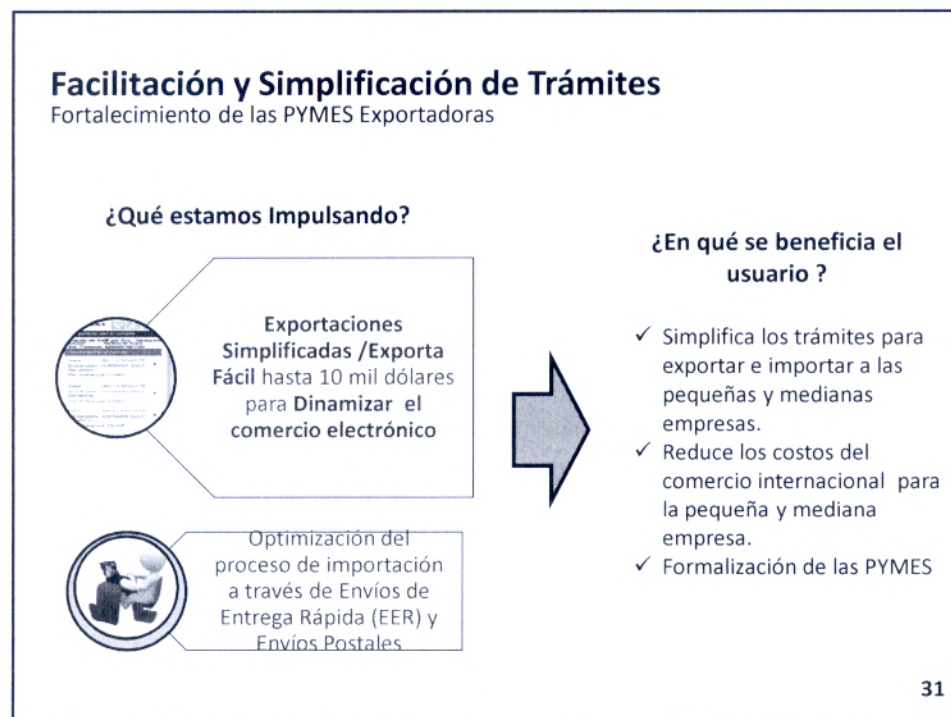 Facilitación y Simplificación de Trámites
Fortalecimiento de las PYMES Exportadoras
¿Qué estamos Impulsando?
Exportaciones
Simplificadas /Exporta
Fácil hasta 10 mil dólares
para Dinamizar el
comercio electrónico
Optimización del
proceso de importación
a través de Envíos de
Entrega Rápida (EER) y
Envíos Postales
¿En qué se beneficia el
usuario ?
✓ Simplifica los trámites para
exportar e importar a las
pequeñas y medianas
empresas.
✓ Reduce los costos del
comercio internacional para
la pequeña y mediana
empresa.
✓ Formalización de las PYMES
31